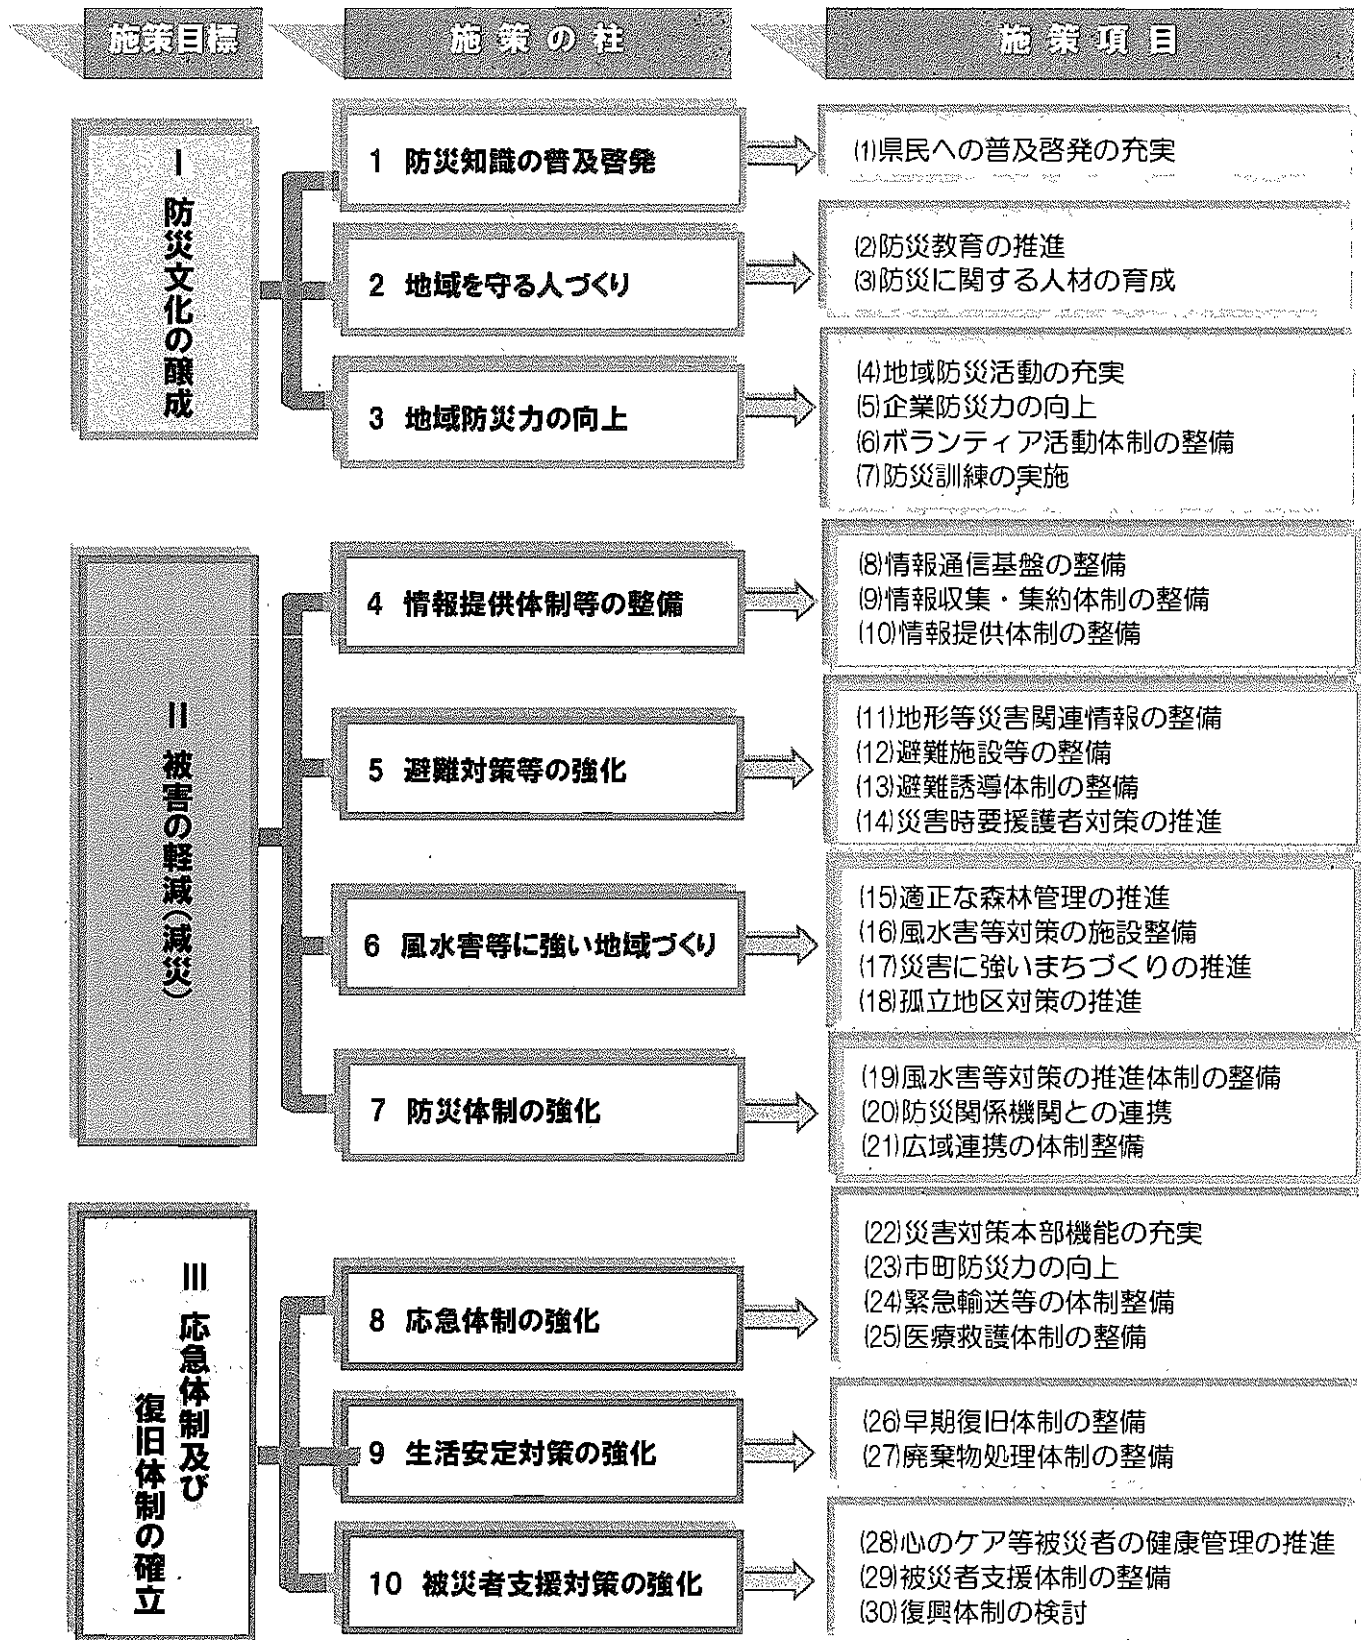 施策目標
施策の柱
施策項目
Ⅰ 防災文化の醸成
1 防災知識の普及啓発
(1)県民への普及啓発の充実
2 地域を守る人づくり
(2)防災教育の推進
(3)防災に関する人材の育成
3 地域防災力の向上
(4)地域防災活動の充実
(5)企業防災力の向上
(6)ボランティア活動体制の整備
(7)防災訓練の実施
Ⅱ 被害の軽減(減災)
4 情報提供体制等の整備
(8)情報通信基盤の整備
(9)情報収集・集約体制の整備
(10)情報提供体制の整備
5 避難対策等の強化
(11)地形等災害関連情報の整備
(12)避難施設等の整備
(13)避難誘導体制の整備
(14)災害時要援護者対策の推進
6 風水害等に強い地域づくり
(15)適正な森林管理の推進
(16)風水害等対策の施設整備
(17)災害に強いまちづくりの推進
(18)孤立地区対策の推進
7 防災体制の強化
(19)風水害等対策の推進体制の整備
(20)防災関係機関との連携
(21)広域連携の体制整備
Ⅲ 応急体制及び
復旧体制の確立
8 応急体制の強化
(22)災害対策本部機能の充実
(23)市町防災力の向上
(24)緊急輸送等の体制整備
(25)医療救護体制の整備
9 生活安定対策の強化
(26)早期復旧体制の整備
(27)廃棄物処理体制の整備
10 被災者支援対策の強化
(28)心のケア等被災者の健康管理の推進
(29)被災者支援体制の整備
(30)復興体制の検討